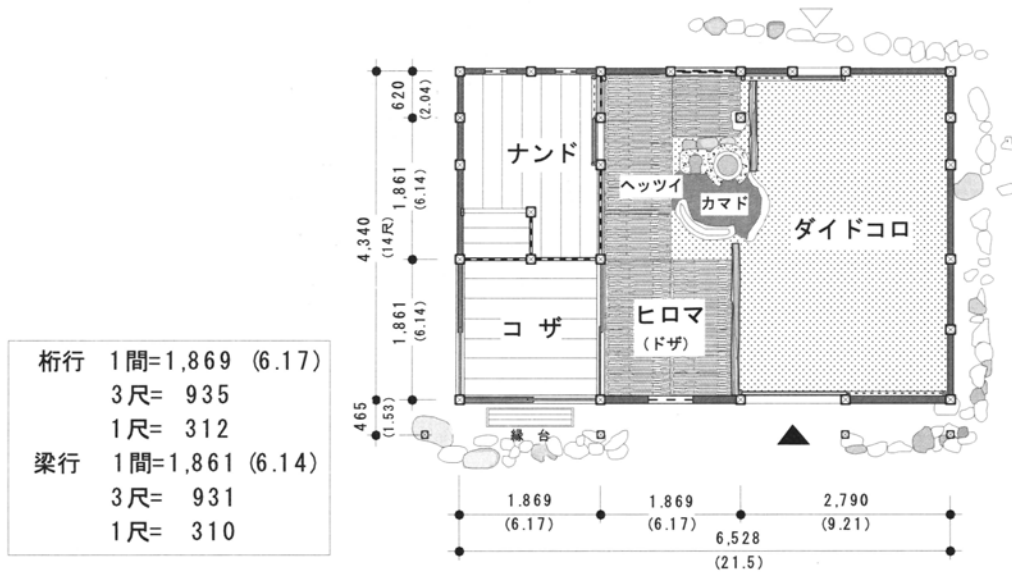 桁行 1間=1,869 (6.17)
3尺= 935
1尺= 312
梁行 1間=1,861 (6.14)
3尺= 931
1尺= 310
620
(2.04)
1,861
(6.14)
4,340
(14尺)
1,861
(6.14)
465
(1.53)
ナンド
ヘッツイ
カマド
ダイドコロ
コ ザ
ヒロマ
(ドザ)
縁 台
1.869
(6.17)
1.869
(6.17)
2,790
(9.21)
6,528
(21.5)